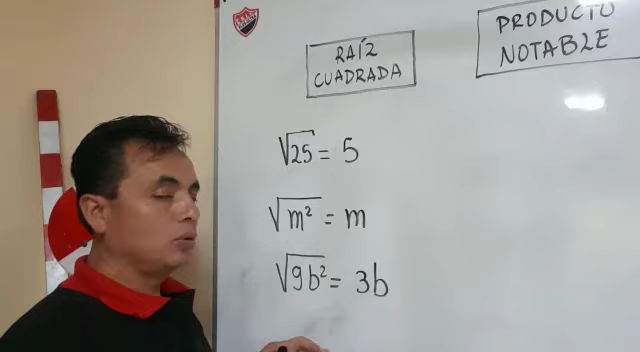 RAÍZ
CUADRADA
PRODUCTO
NOTABLE
√25 = 5
√m² = m
√9b² = 3b